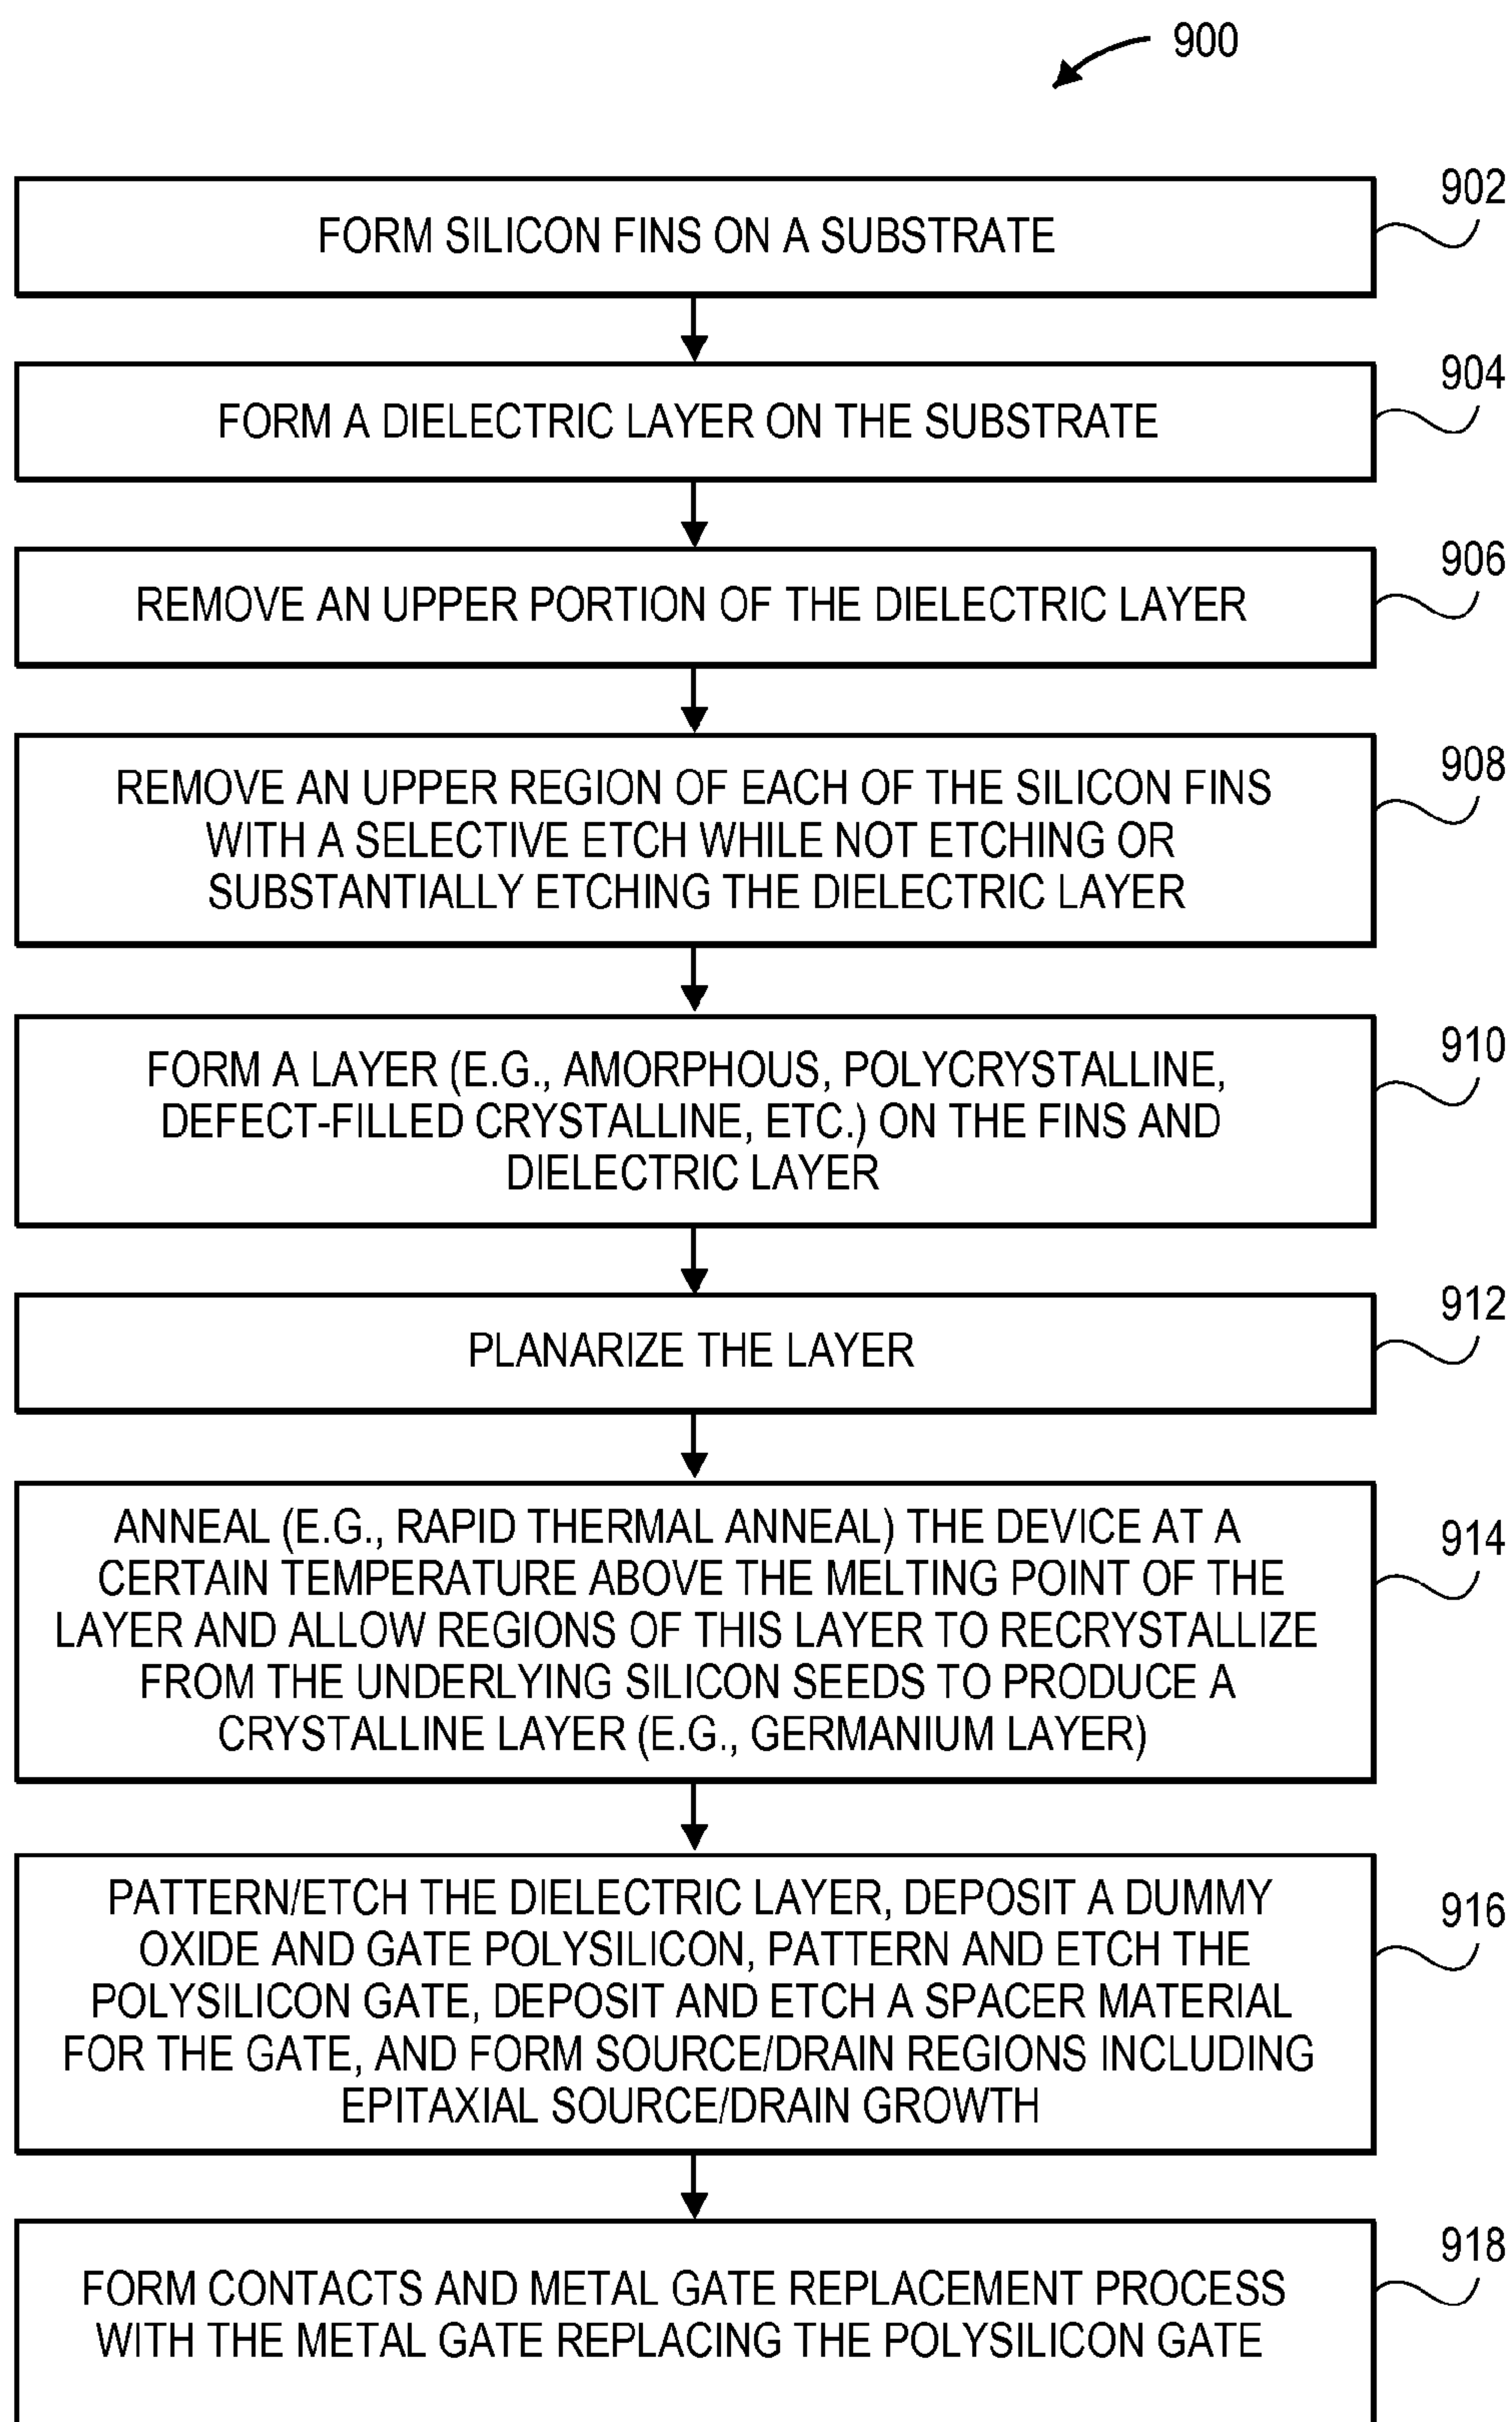 900
902
FORM SILICON FINS ON A SUBSTRATE
904
FORM A DIELECTRIC LAYER ON THE SUBSTRATE
906
REMOVE AN UPPER PORTION OF THE DIELECTRIC LAYER
908
REMOVE AN UPPER REGION OF EACH OF THE SILICON FINS
WITH A SELECTIVE ETCH WHILE NOT ETCHING OR
SUBSTANTIALLY ETCHING THE DIELECTRIC LAYER
910
FORM A LAYER (E.G., AMORPHOUS, POLYCRYSTALLINE,
DEFECT-FILLED CRYSTALLINE, ETC.) ON THE FINS AND
DIELECTRIC LAYER
912
PLANARIZE THE LAYER
914
ANNEAL (E.G., RAPID THERMAL ANNEAL) THE DEVICE AT A
CERTAIN TEMPERATURE ABOVE THE MELTING POINT OF THE
LAYER AND ALLOW REGIONS OF THIS LAYER TO RECRYSTALLIZE
FROM THE UNDERLYING SILICON SEEDS TO PRODUCE A
CRYSTALLINE LAYER (E.G., GERMANIUM LAYER)
916
PATTERN/ETCH THE DIELECTRIC LAYER, DEPOSIT A DUMMY
OXIDE AND GATE POLYSILICON, PATTERN AND ETCH THE
POLYSILICON GATE, DEPOSIT AND ETCH A SPACER MATERIAL
FOR THE GATE, AND FORM SOURCE/DRAIN REGIONS INCLUDING
EPITAXIAL SOURCE/DRAIN GROWTH
918
FORM CONTACTS AND METAL GATE REPLACEMENT PROCESS
WITH THE METAL GATE REPLACING THE POLYSILICON GATE